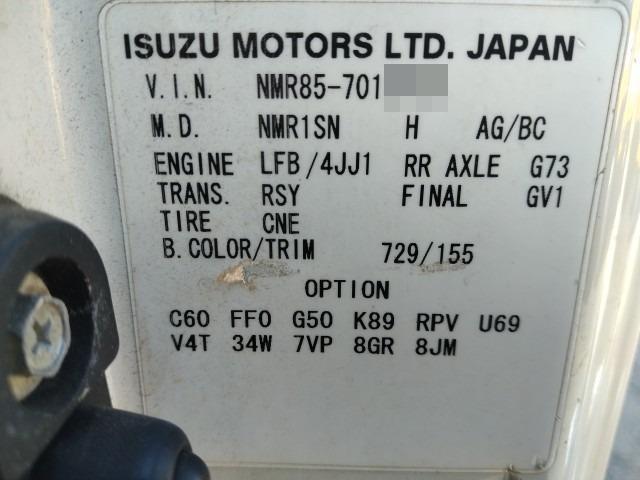 ISUZU MOTORS LTD. JAPAN
V.I.N. NMR85-701
M.D. NMR1SN H AG/BC
ENGINE LFB/4JJ1 RR AXLE G73
TRANS. RSY FINAL GV1
TIRE CNE
B.COLOR/TRIM 729/155
OPTION
C60 FF0 G50 K89 RPV U69
V4T 34W 7VP 8GR 8JM